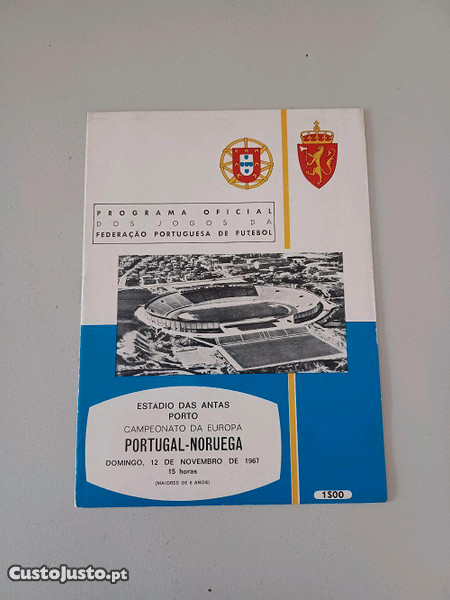 PROGRAMA OFICIAL
DOS JOGOS DA
FEDERAÇÃO PORTUGUESA DE FUTEBOL
ESTADIO DAS ANTAS
PORTO
CAMPEONATO DA EUROPA
PORTUGAL-NORUEGA
DOMINGO, 12 DE NOVEMBRO DE 1967
15 horas
(MAIORES DE 6 ANOS)
1$00
CustoJusto.pt